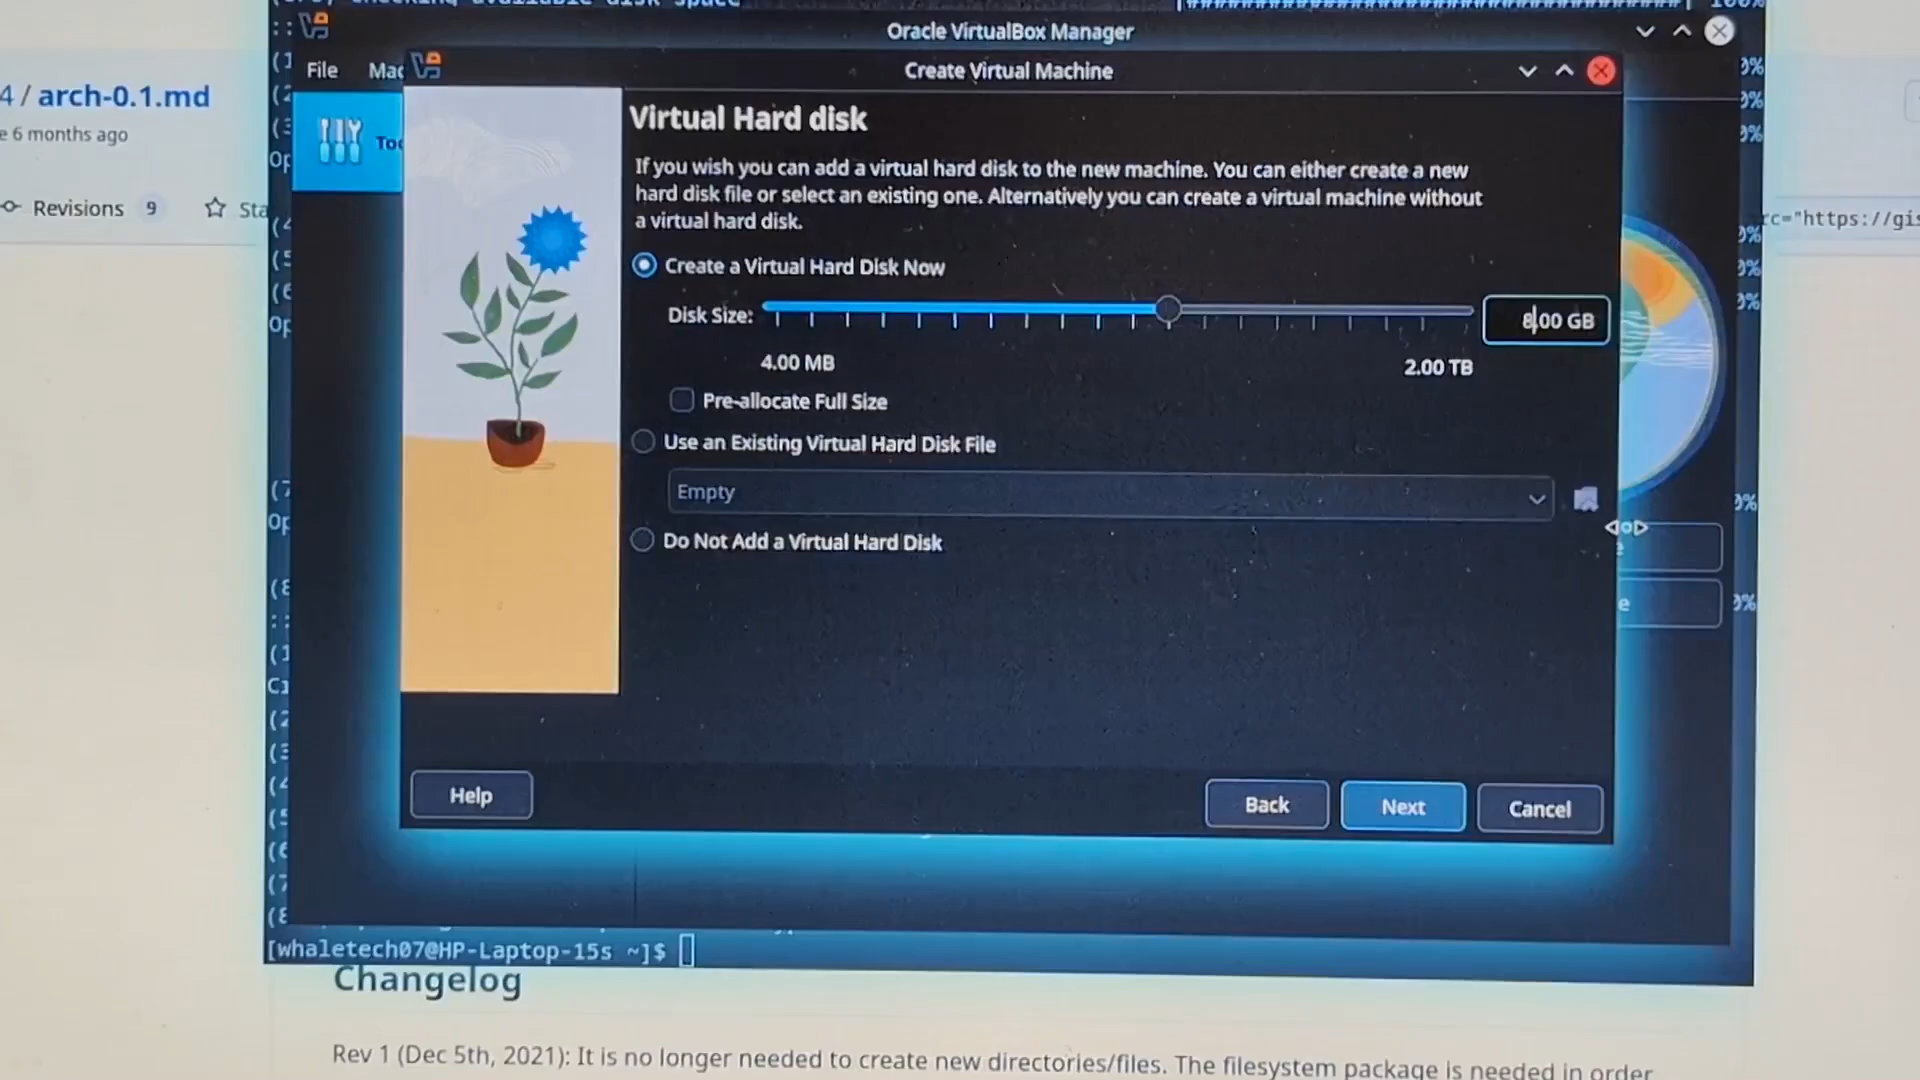 Oracle VirtualBox Manager
File
Create Virtual Machine
4 / arch-0.1.md
6 months ago
Revisions 9
Virtual Hard disk
If you wish you can add a virtual hard disk to the new machine. You can either create a new
hard disk file or select an existing one. Alternatively you can create a virtual machine without
a virtual hard disk.
Create a Virtual Hard Disk Now
Disk Size:
8.00 GB
4.00 MB
2.00 TB
Pre-allocate Full Size
Use an Existing Virtual Hard Disk File
Empty
Do Not Add a Virtual Hard Disk
Help
Back
Next
Cancel
[whaletech07@HP-Laptop-15s ~]$
Changelog
Rev 1 (Dec 5th, 2021): It is no longer needed to create new directories/files. The filesystem package is needed in order